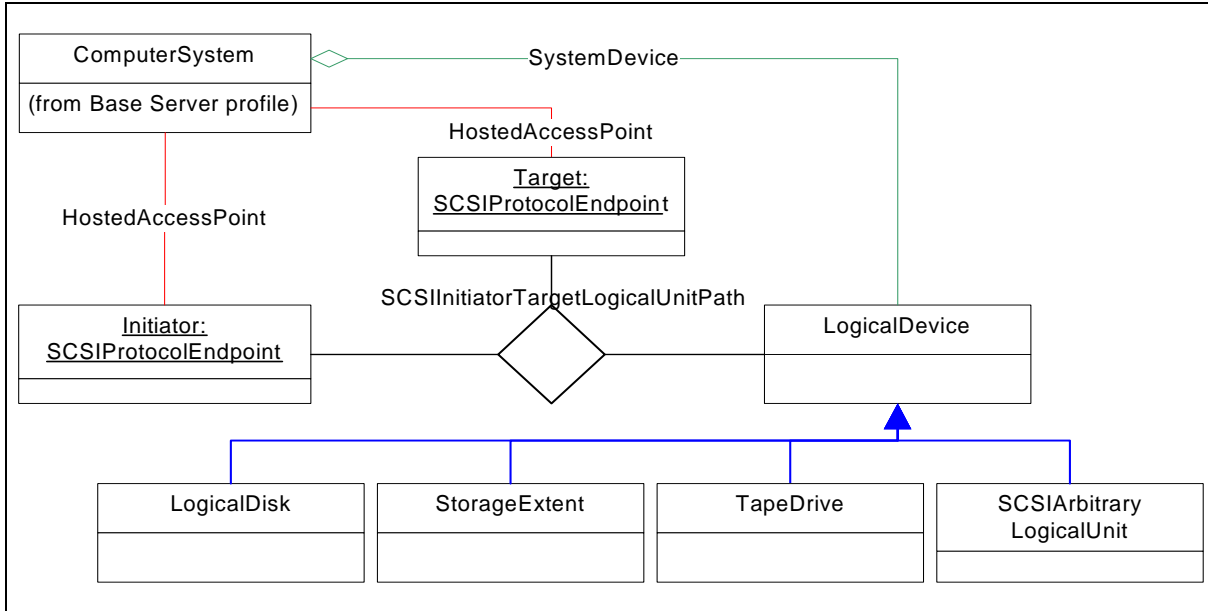 ComputerSystem
SystemDevice
(from Base Server profile)
HostedAccessPoint
Target:
SCSIProtocolEndpoint
HostedAccessPoint
SCSIInitiatorTargetLogicalUnitPath
Initiator:
SCSIProtocolEndpoint
LogicalDevice
LogicalDisk
StorageExtent
TapeDrive
SCSIArbitrary
LogicalUnit